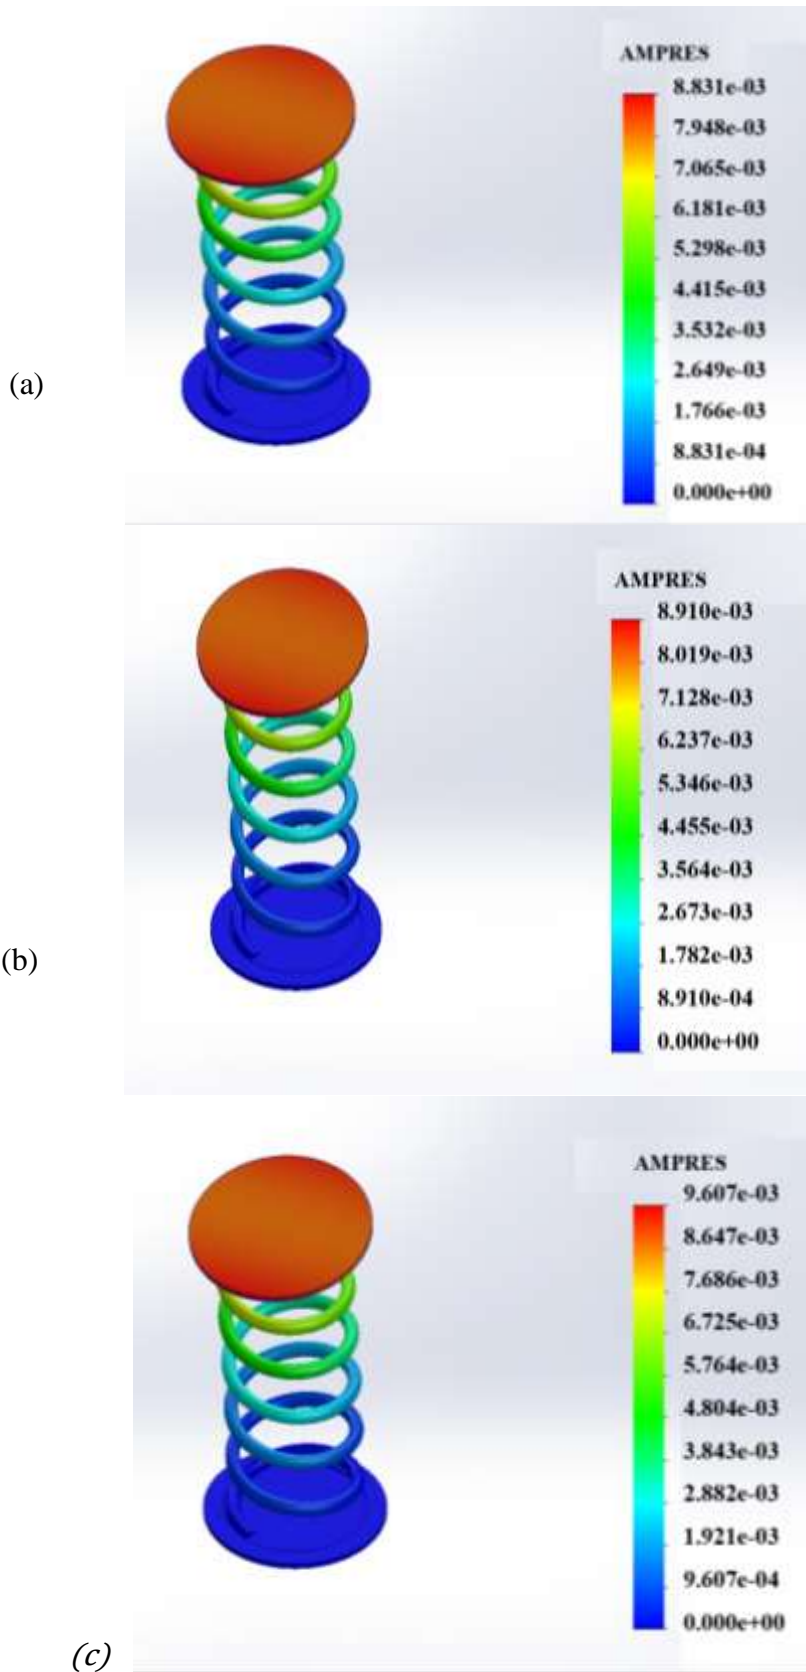 AMPRES
8.831e-03
7.948e-03
7.065e-03
6.181e-03
5.298e-03
4.415e-03
3.532e-03
2.649e-03
1.766e-03
8.831e-04
0.000e+00
(a)
AMPRES
8.910e-03
8.019e-03
7.128e-03
6.237e-03
5.346e-03
4.455e-03
3.564e-03
2.673e-03
1.782e-03
8.910e-04
0.000e+00
(b)
AMPRES
9.607e-03
8.647e-03
7.686e-03
6.725e-03
5.764e-03
4.804e-03
3.843e-03
2.882e-03
1.921e-03
9.607e-04
0.000e+00
(c)